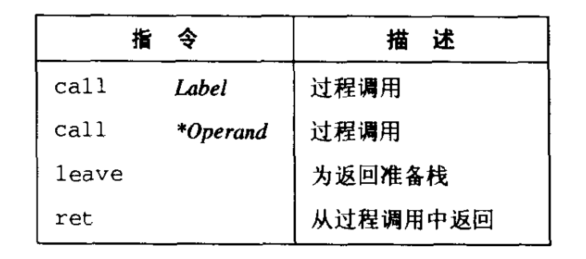 指 令 描 述
call Label 过程调用
call *Operand 过程调用
leave 为返回准备栈
ret 从过程调用中返回